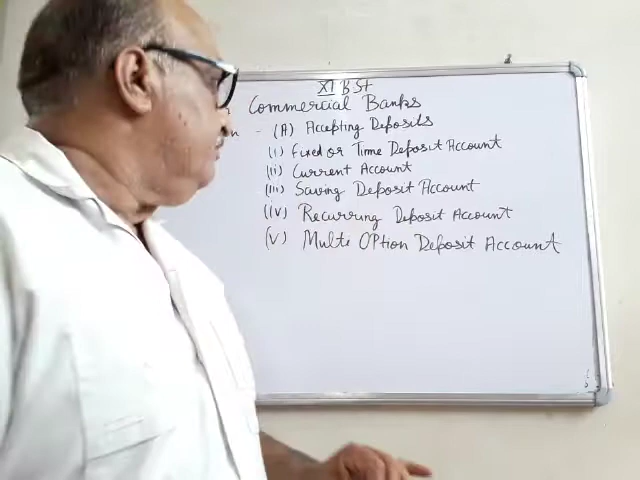 XI BST
Commercial Banks
n - (A) Accepting Deposits
(i) Fixed or Time Deposit Account
(ii) Current Account
(iii) Saving Deposit Account
(iv) Recurring Deposit Account
(v) Multi Option Deposit Account